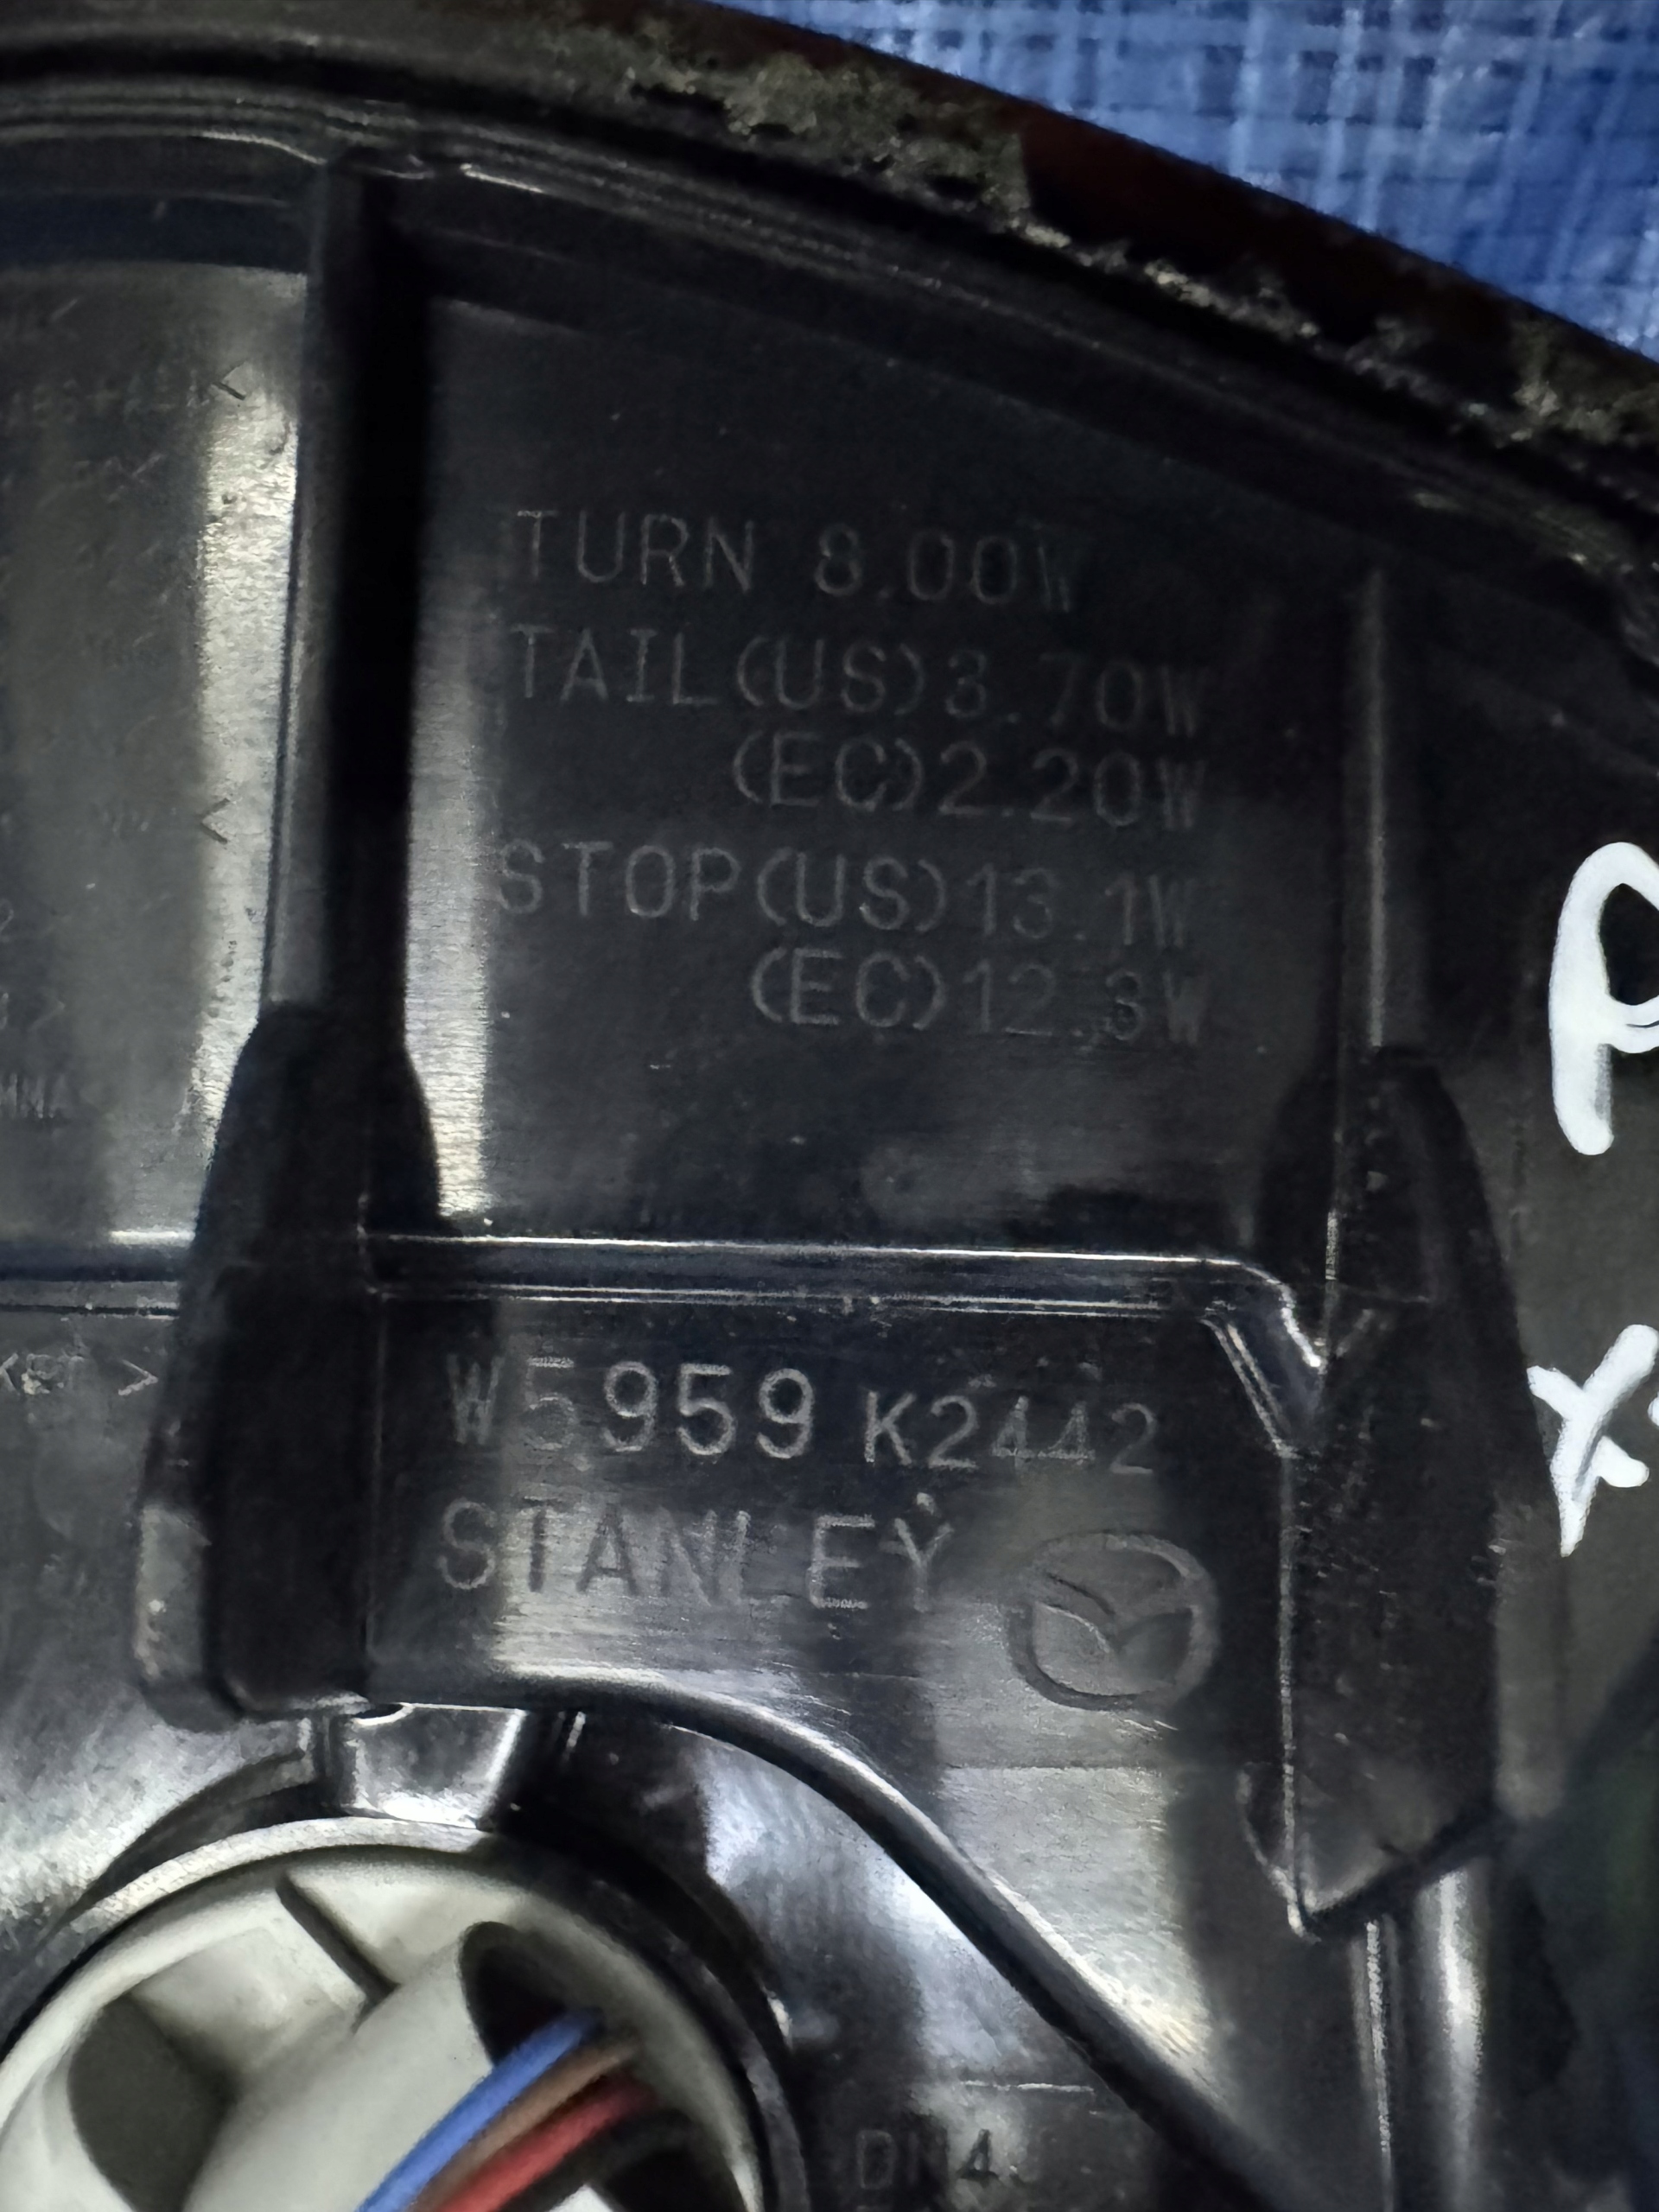 TURN 8.00W
TAIL(US)3.70W
(EC)2.20W
STOP(US)13.1W
(EC)12.3W
W5959 K2442
STANLEY